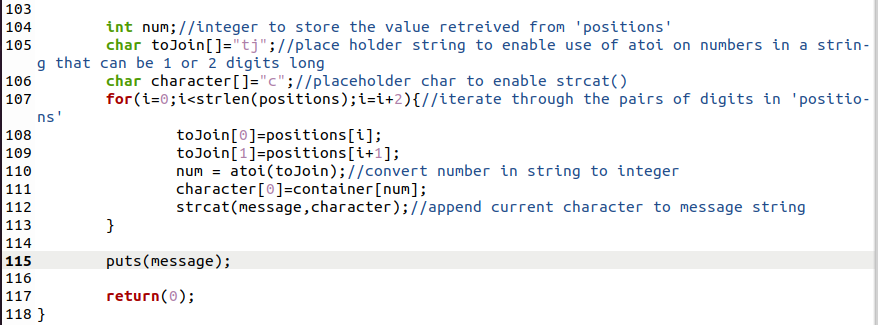 103
104 int num;//integer to store the value retreived from 'positions'
105 char toJoin[]="tj";//place holder string to enable use of atoi on numbers in a strin-
g that can be 1 or 2 digits long
106 char character[]="c";//placeholder char to enable strcat()
107 for(i=0;i<strlen(positions);i=i+2){//iterate through the pairs of digits in 'positio-
ns'
108 toJoin[0]=positions[i];
109 toJoin[1]=positions[i+1];
110 num = atoi(toJoin);//convert number in string to integer
111 character[0]=container[num];
112 strcat(message,character);//append current character to message string
113 }
114
115 puts(message);
116
117 return(0);
118 }